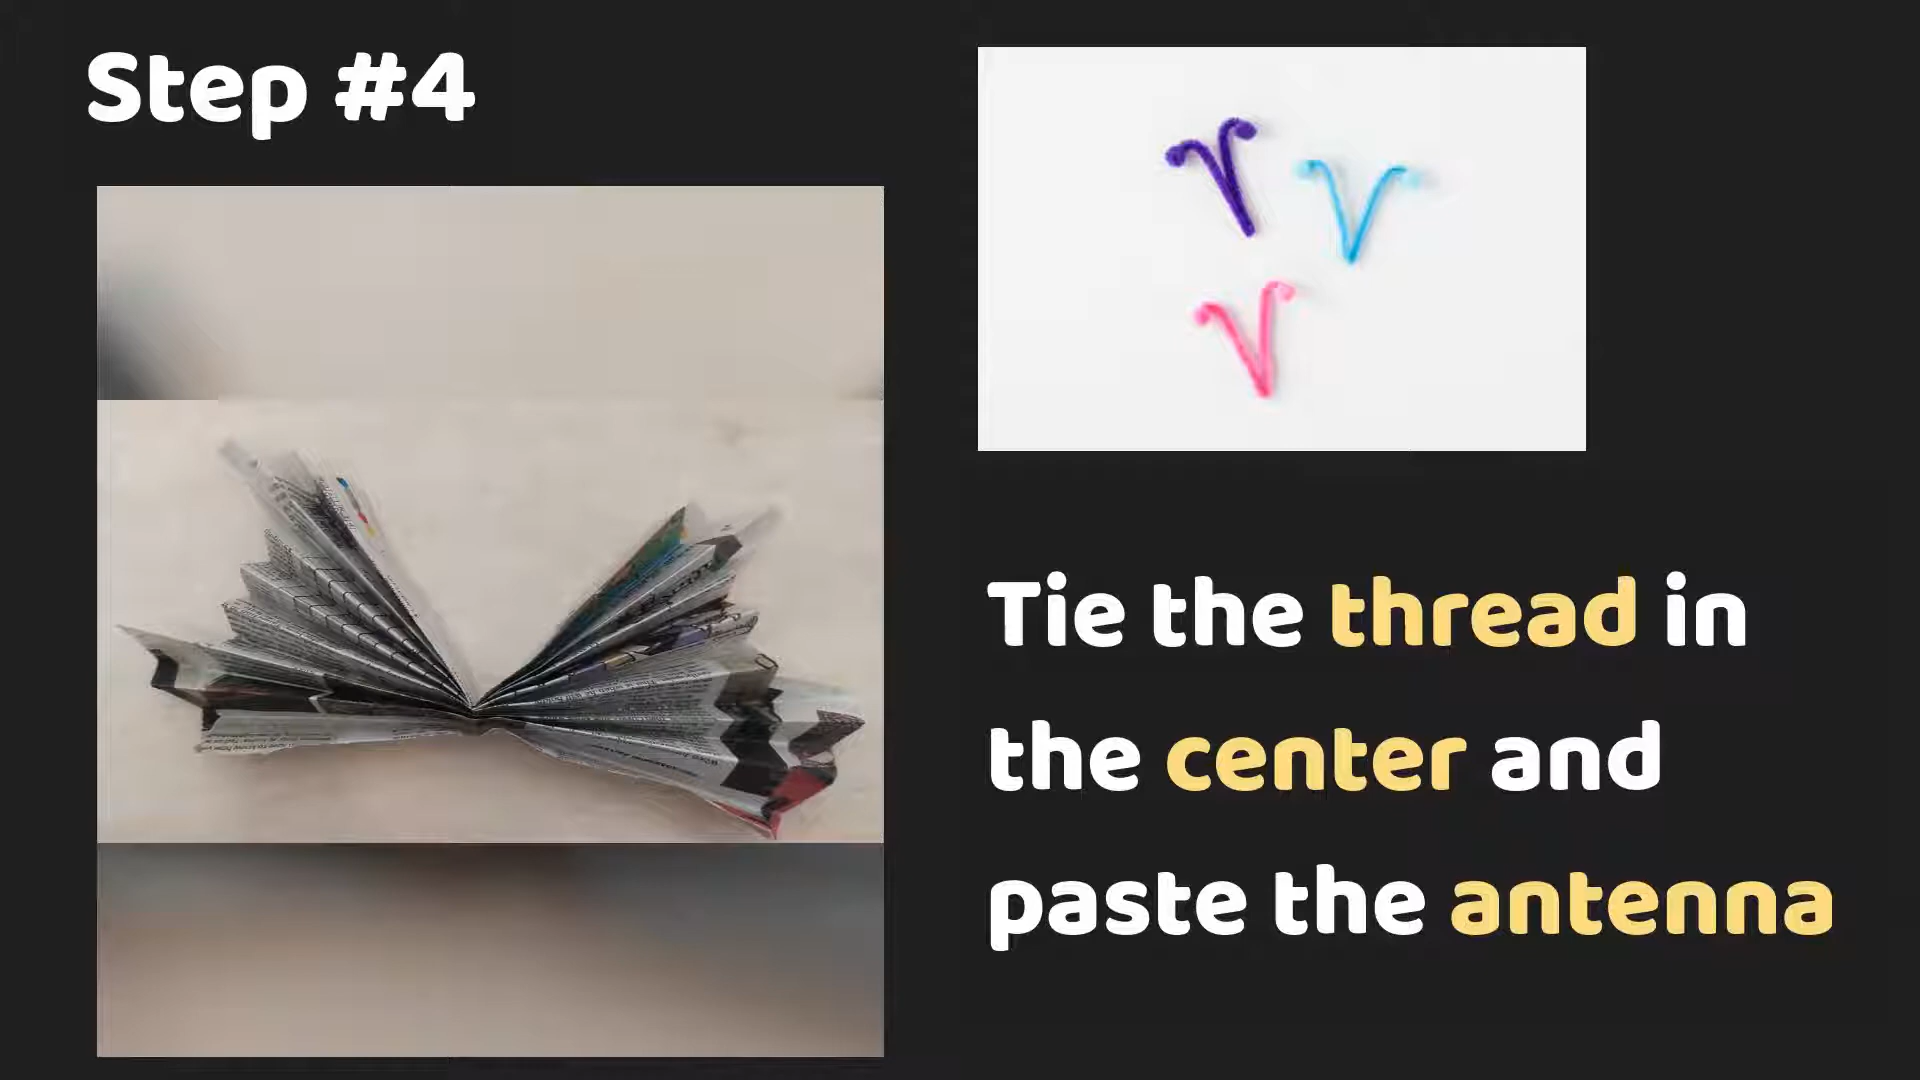 Step #4
Tie the thread in
the center and
paste the antenna